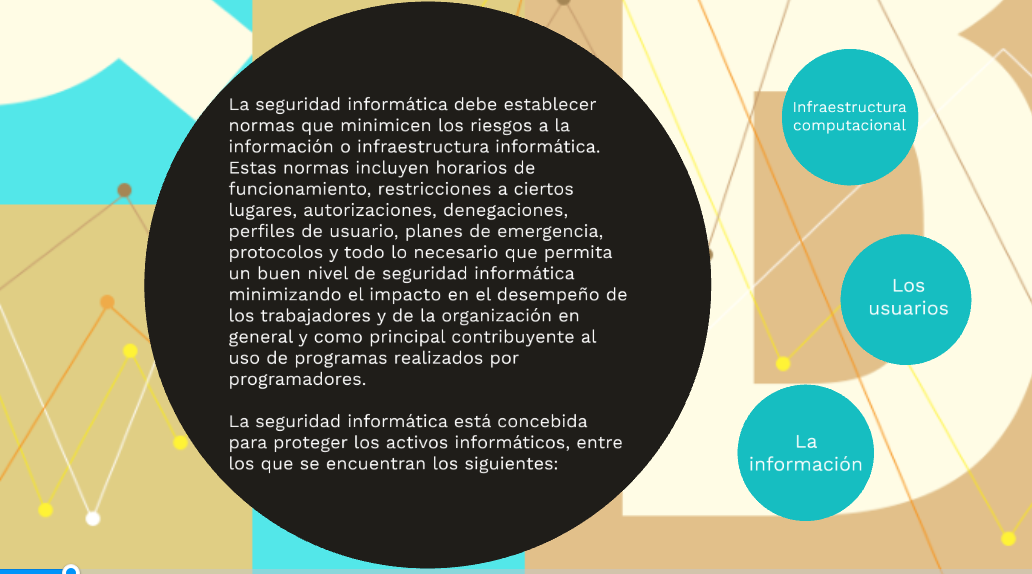 La seguridad informática debe establecer
normas que minimicen los riesgos a la
información o infraestructura informática.
Estas normas incluyen horarios de
funcionamiento, restricciones a ciertos
lugares, autorizaciones, denegaciones,
perfiles de usuario, planes de emergencia,
protocolos y todo lo necesario que permita
un buen nivel de seguridad informática
minimizando el impacto en el desempeño de
los trabajadores y de la organización en
general y como principal contribuyente al
uso de programas realizados por
programadores.
La seguridad informática está concebida
para proteger los activos informáticos, entre
los que se encuentran los siguientes:
Infraestructura
computacional
Los
usuarios
La
información